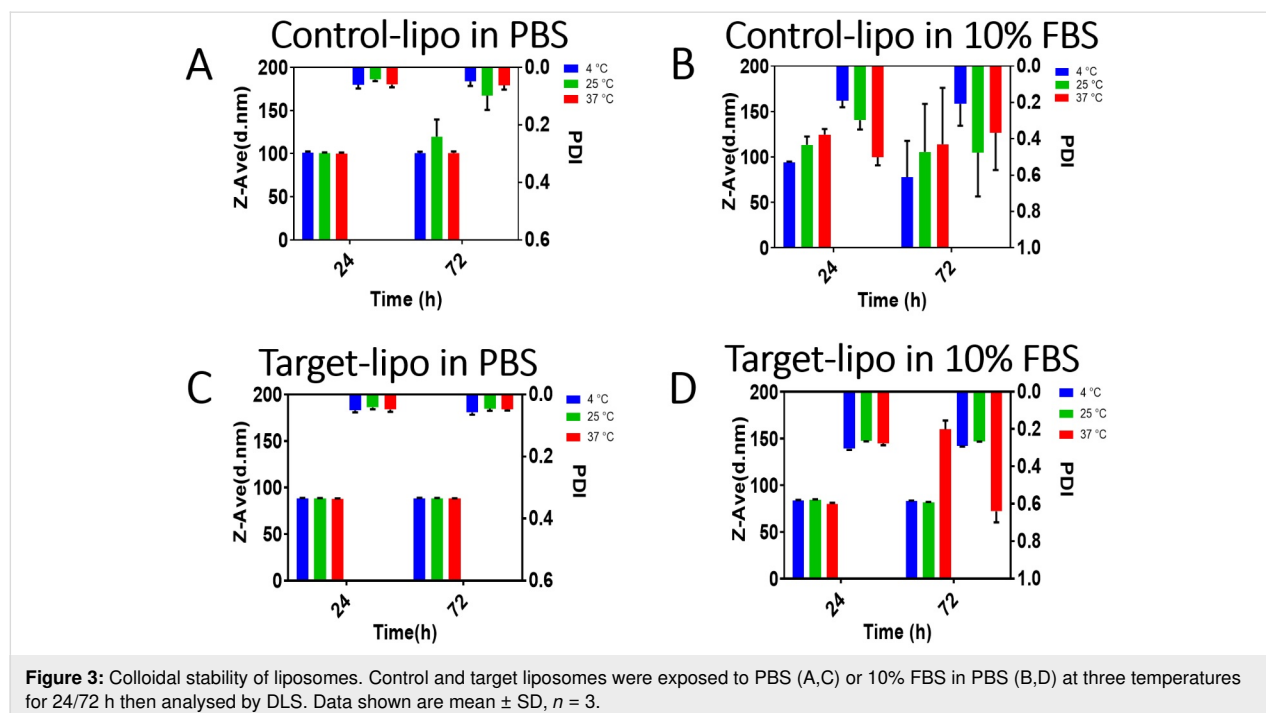 A
Control-lipo in PBS
200
150
100
50
0
Z-Ave(d.nm)
0.0
0.2
0.4
0.6
PDI
4 °C
25 °C
37 °C
24
72
Time (h)
B
Control-lipo in 10% FBS
200
150
100
50
0
Z-Ave(d.nm)
0.0
0.2
0.4
0.6
0.8
1.0
PDI
4 °C
25 °C
37 °C
24
72
Time (h)
C
Target-lipo in PBS
200
150
100
50
0
Z-Ave(d.nm)
0.0
0.2
0.4
0.6
PDI
4 °C
25 °C
37 °C
24
72
Time(h)
D
Target-lipo in 10% FBS
200
150
100
50
0
Z-Ave(d.nm)
0.0
0.2
0.4
0.6
0.8
1.0
PDI
4 °C
25 °C
37 °C
24
72
Time (h)
Figure 3: Colloidal stability of liposomes. Control and target liposomes were exposed to PBS (A,C) or 10% FBS in PBS (B,D) at three temperatures
for 24/72 h then analysed by DLS. Data shown are mean ± SD, n = 3.